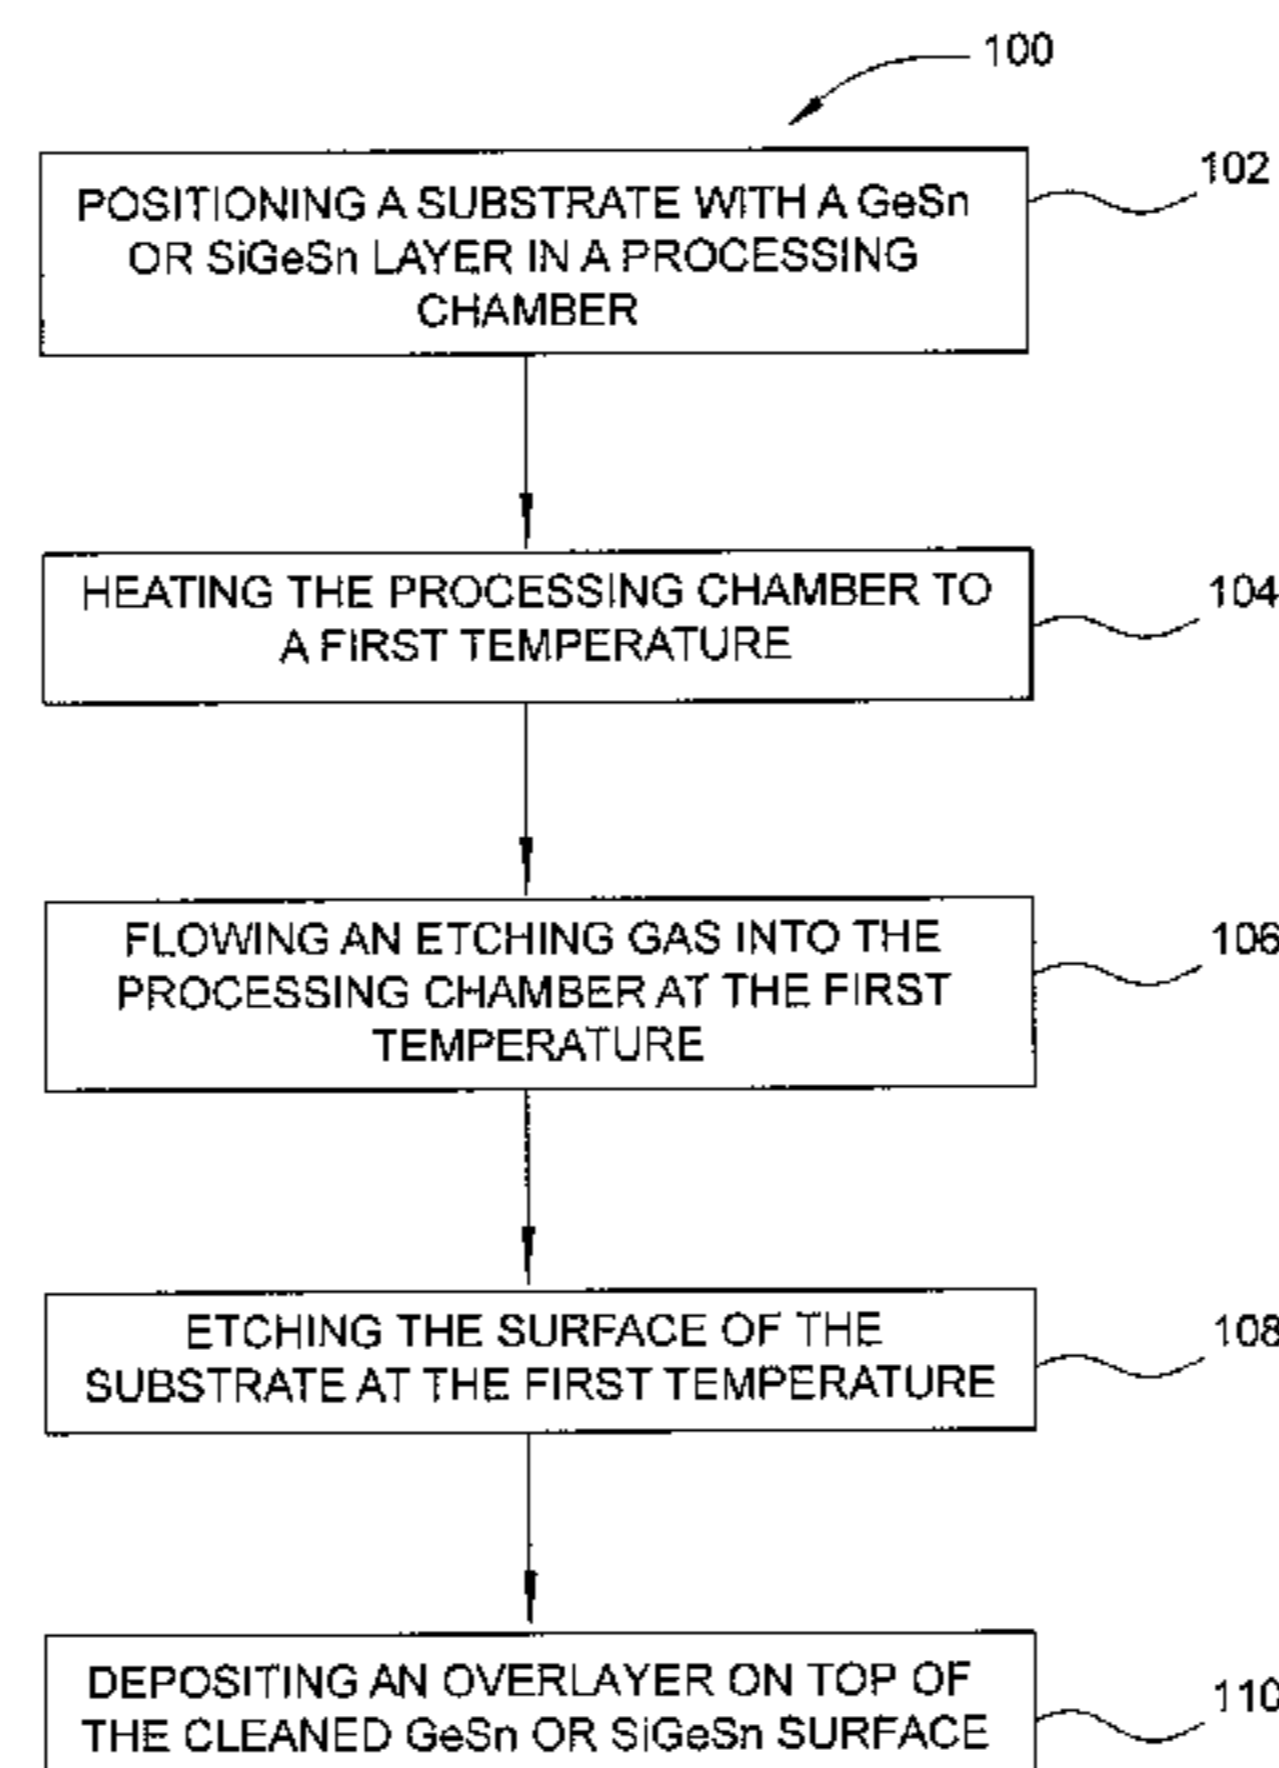 100
102
POSITIONING A SUBSTRATE WITH A GeSn
OR SiGeSn LAYER IN A PROCESSING
CHAMBER
104
HEATING THE PROCESSING CHAMBER TO
A FIRST TEMPERATURE
106
FLOWING AN ETCHING GAS INTO THE
PROCESSING CHAMBER AT THE FIRST
TEMPERATURE
108
ETCHING THE SURFACE OF THE
SUBSTRATE AT THE FIRST TEMPERATURE
110
DEPOSITING AN OVERLAYER ON TOP OF
THE CLEANED GeSn OR SiGeSn SURFACE